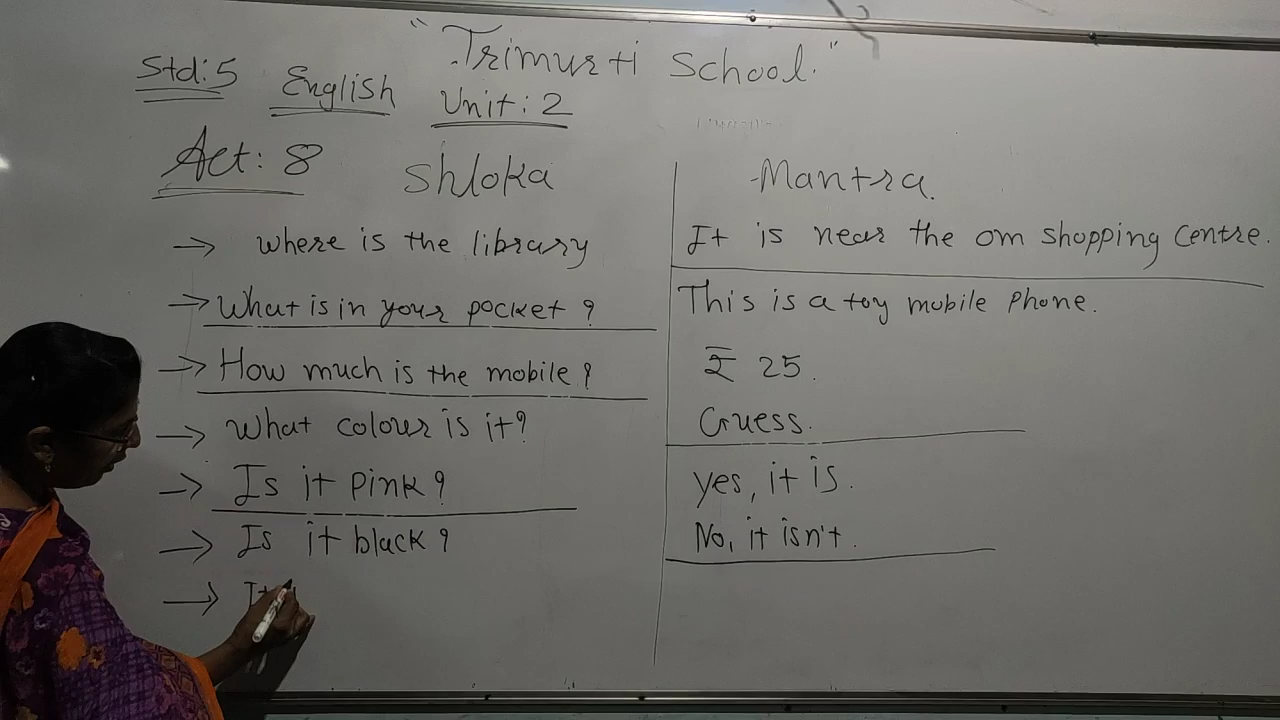 "Trimurti School."
Std:5 English Unit: 2
Act: 8 Shloka Mantra.
→ where is the library It is near the om shopping Centre.
→ What is in your pocket? This is a toy mobile phone.
→ How much is the mobile? ₹ 25.
→ What colour is it? Guess.
→ Is it pink? yes, it is.
→ Is it black? No, it isn't.
→ It